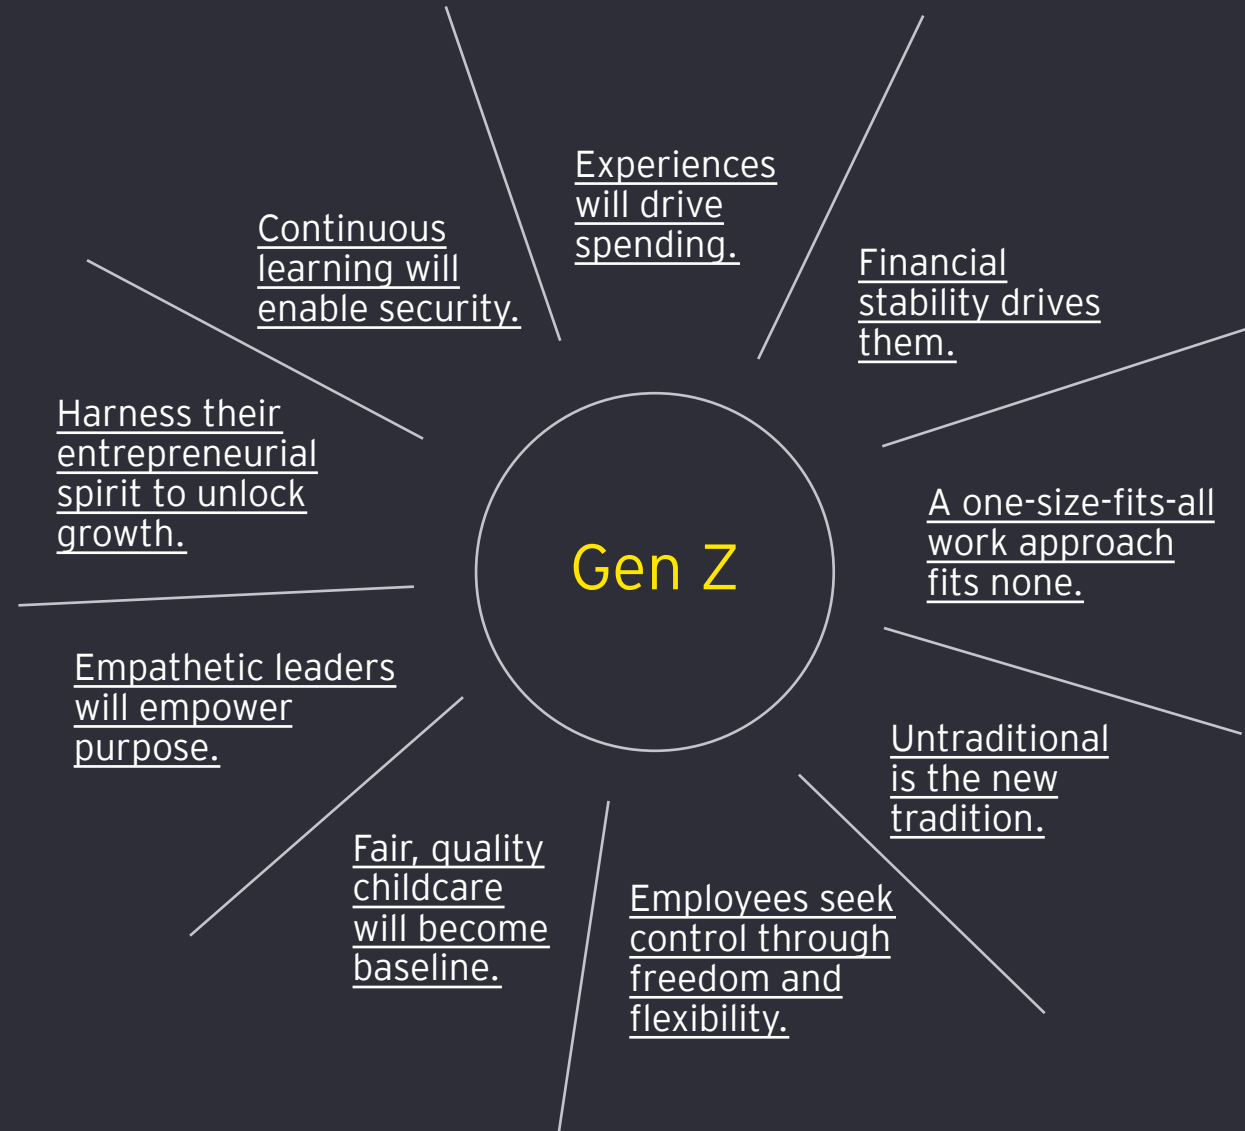 Experiences
will drive
spending.
Financial
stability drives
them.
A one-size-fits-all
work approach
fits none.
Untraditional
is the new
tradition.
Employees seek
control through
freedom and
flexibility.
Fair, quality
childcare
will become
baseline.
Empathetic leaders
will empower
purpose.
Harness their
entrepreneurial
spirit to unlock
growth.
Continuous
learning will
enable security.
Gen Z